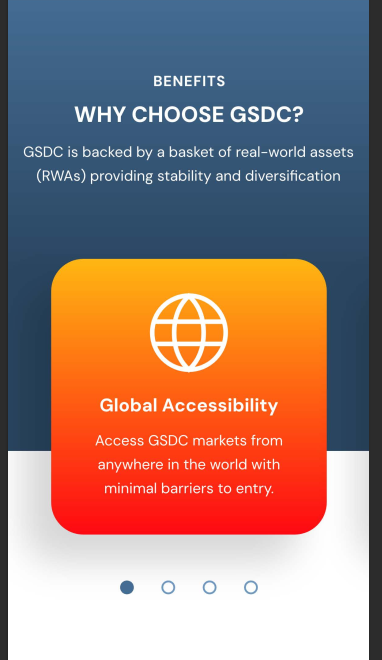 BENEFITS
WHY CHOOSE GSDC?
GSDC is backed by a basket of real-world assets
(RWAs) providing stability and diversification
Global Accessibility
Access GSDC markets from
anywhere in the world with
minimal barriers to entry.